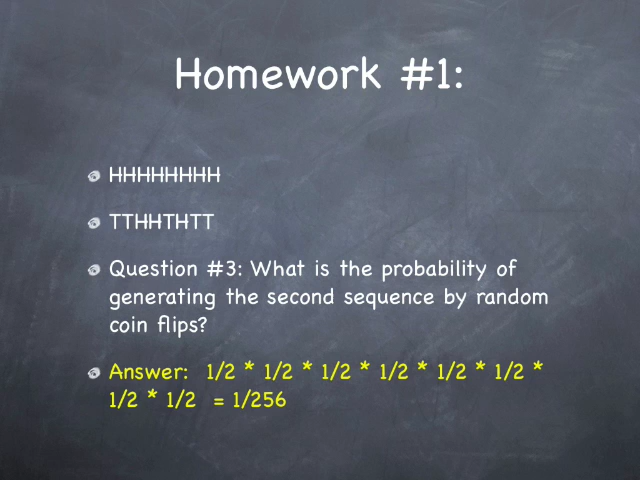 Homework #1:
HHHHHHHH
TTHHTHTT
Question #3: What is the probability of
generating the second sequence by random
coin flips?
Answer: 1/2 * 1/2 * 1/2 * 1/2 * 1/2 * 1/2 *
1/2 * 1/2 = 1/256